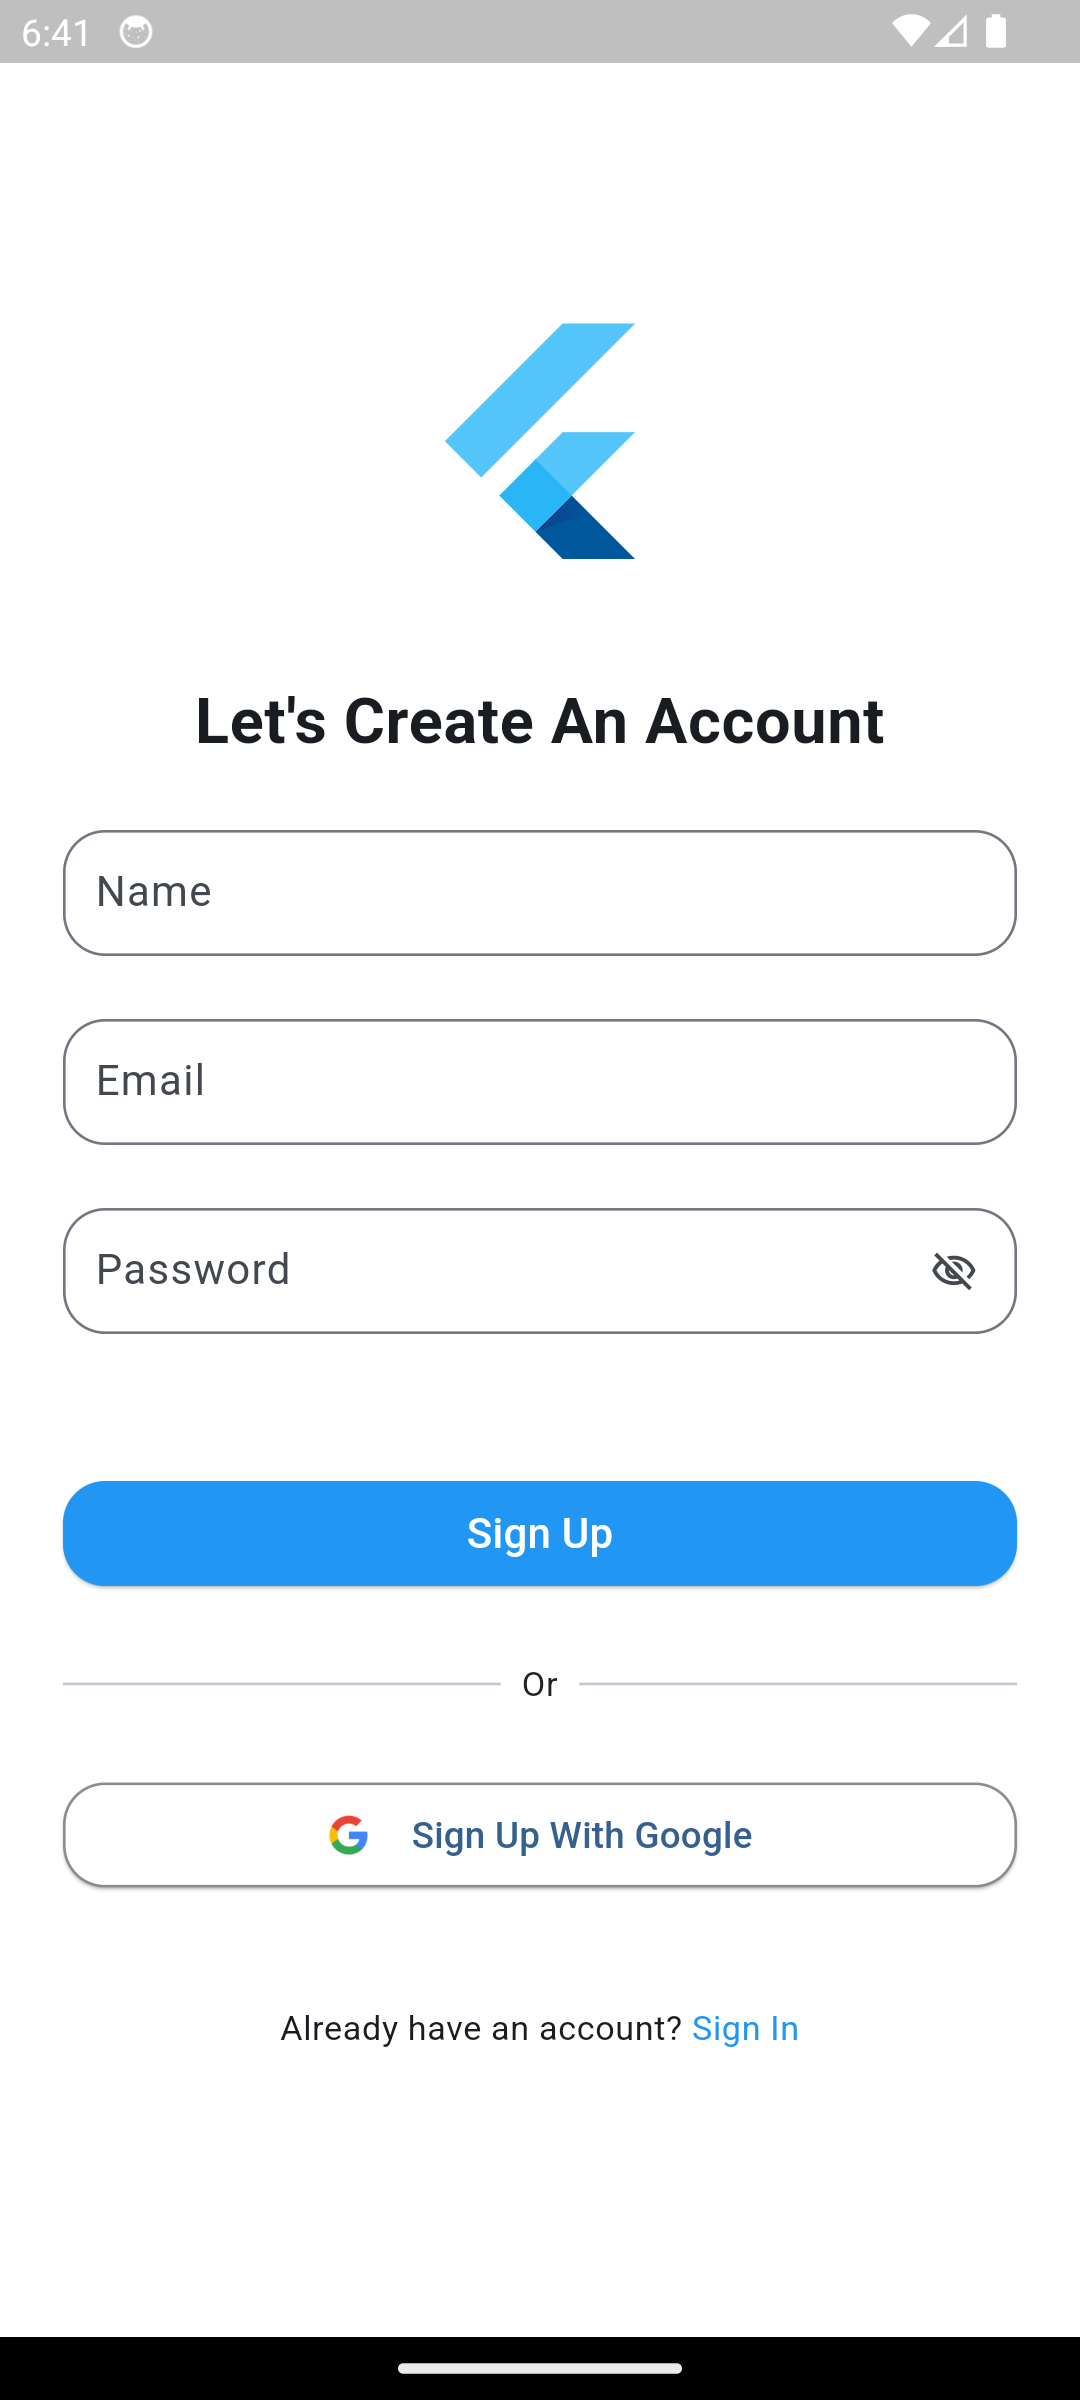 6:41
Let's Create An Account
Name
Email
Password
Sign Up
Or
Sign Up With Google
Already have an account? Sign In